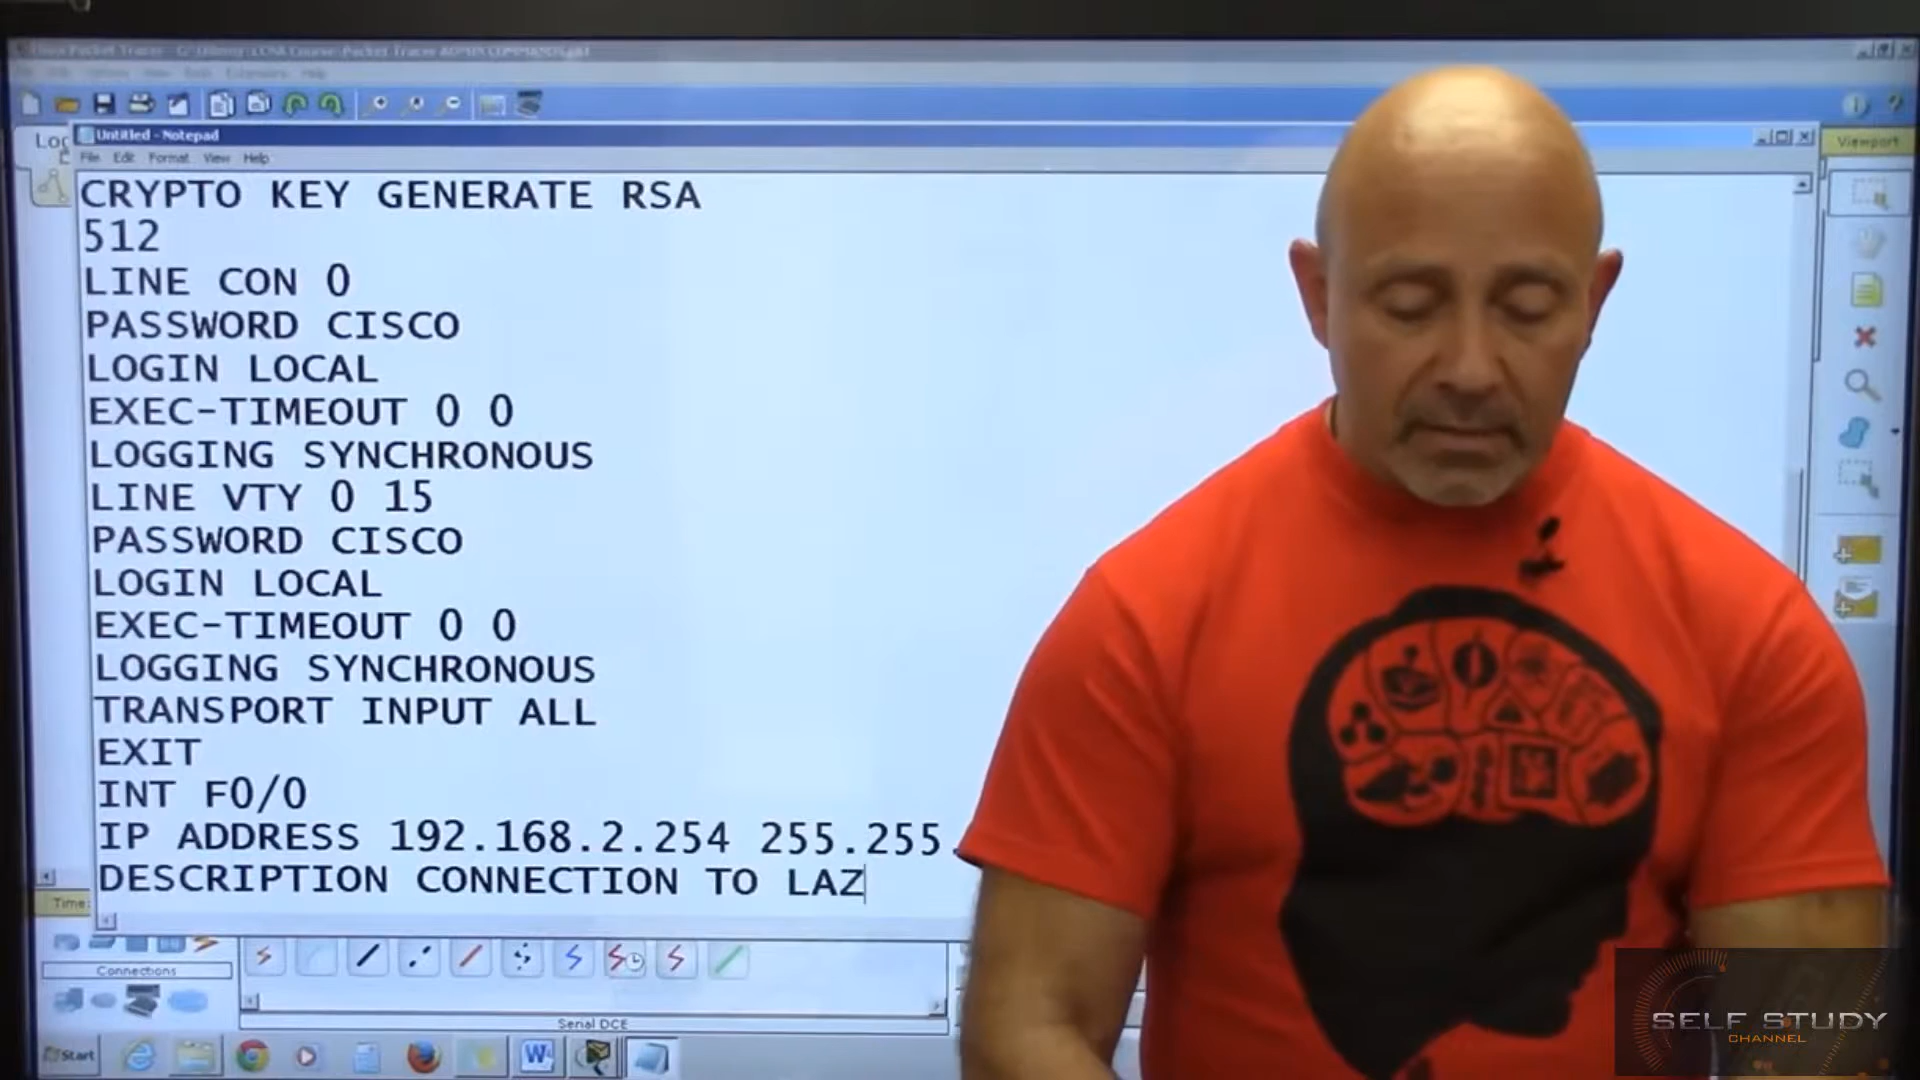 Untitled - Notepad
File Edit Format View Help
Viewport
CRYPTO KEY GENERATE RSA
512
LINE CON 0
PASSWORD CISCO
LOGIN LOCAL
EXEC-TIMEOUT 0 0
LOGGING SYNCHRONOUS
LINE VTY 0 15
PASSWORD CISCO
LOGIN LOCAL
EXEC-TIMEOUT 0 0
LOGGING SYNCHRONOUS
TRANSPORT INPUT ALL
EXIT
INT F0/0
IP ADDRESS 192.168.2.254 255.255.
DESCRIPTION CONNECTION TO LAZ
Time:
Connections
Serial DCE
Start
SELF STUDY
CHANNEL